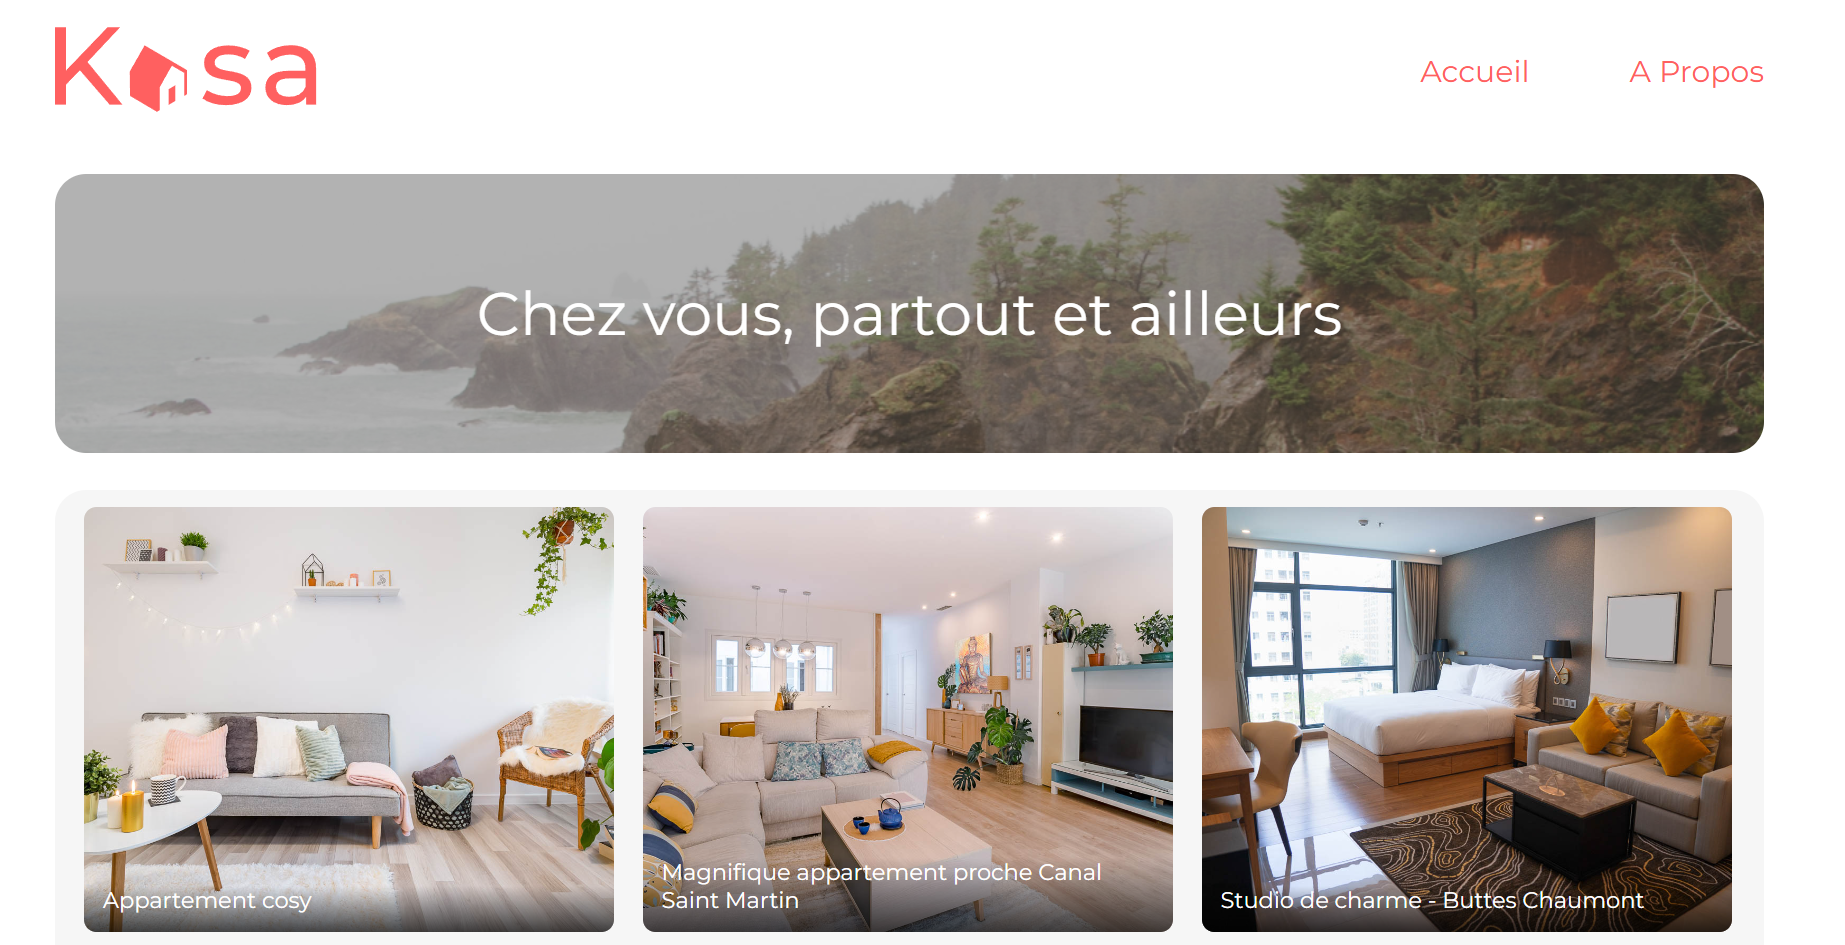 Kasa
Accueil
A Propos
Chez vous, partout et ailleurs
Appartement cosy
Magnifique appartement proche Canal
Saint Martin
Studio de charme - Buttes Chaumont